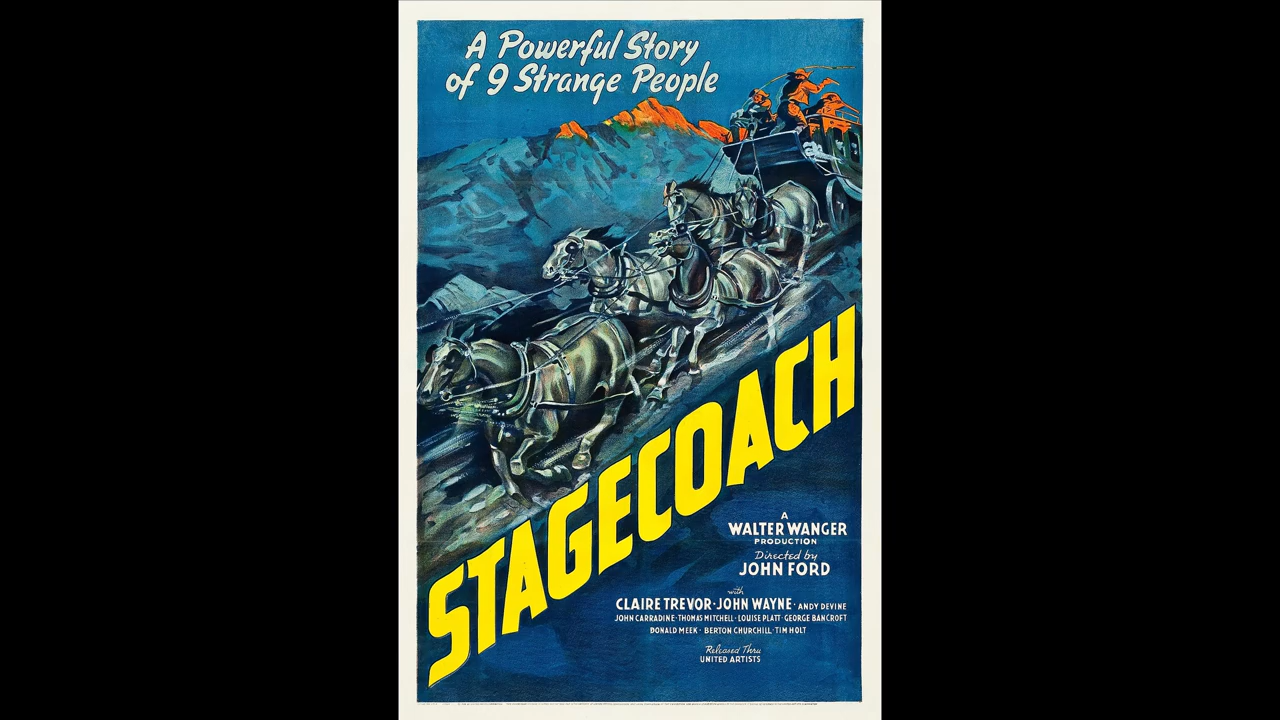 A Powerful Story
of 9 Strange People
STAGECOACH
A
WALTER WANGER
PRODUCTION
Directed by
JOHN FORD
with
CLAIRE TREVOR · JOHN WAYNE · ANDY DEVINE
JOHN CARRADINE · THOMAS MITCHELL · LOUISE PLATT · GEORGE BANCROFT
DONALD MEEK · BERTON CHURCHILL · TIM HOLT
Released Thru
UNITED ARTISTS